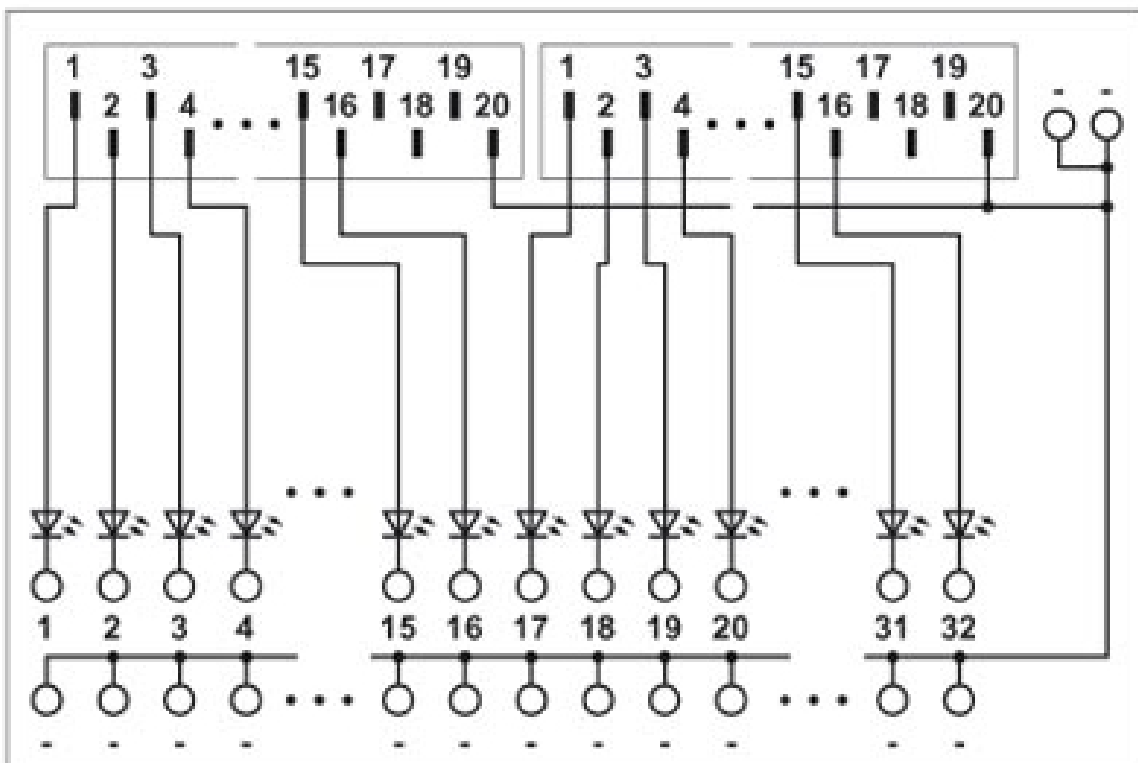 1 3 15 17 19 1 3 15 17 19 - -
2 4 . . . 16 18 20 2 4 . . . 16 18 20
. . . . . .
1 2 3 4 15 16 17 18 19 20 31 32
. . . . . .
- - - - - - - - - - - -